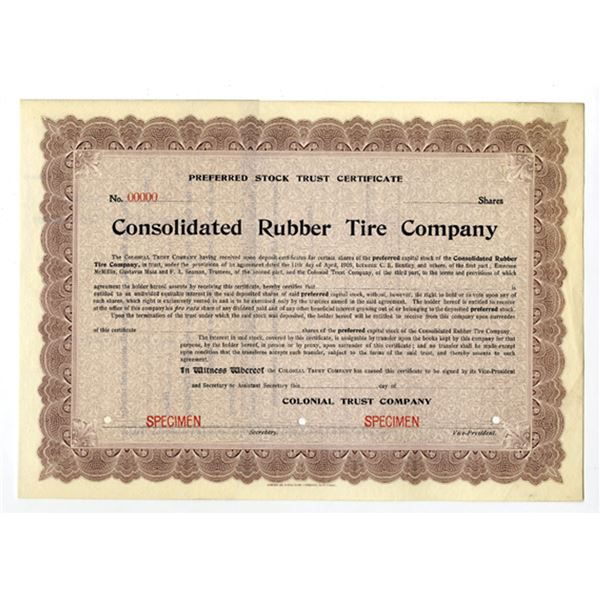 PREFERRED STOCK TRUST CERTIFICATE
No. 00000 Shares
Consolidated Rubber Tire Company
The COLONIAL TRUST COMPANY having received upon deposit certificates for certain shares of the preferred capital stock of the Consolidated Rubber
Tire Company, in trust, under the provisions of an agreement dated the 11th day of April, 1905, between C. E. Bentley and others, of the first part; Emerson
McMillin, Gustavus Maas and F. A. Seaman, Trustees, of the second part, and the Colonial Trust Company, of the third part, to the terms and provisions of which
agreement the holder hereof assents by receiving this certificate, hereby certifies that is
entitled to an undivided equitable interest in the said deposited shares of said preferred capital stock, without, however, the right to hold or to vote upon any of
such shares, which right is exclusively vested in and is to be exercised only by the trustees named in the said agreement. The holder hereof is entitled to receive
at the office of this company his pro rata share of any dividend paid and of any other beneficial interest growing out of or belonging to the deposited preferred stock.
Upon the termination of the trust under which the said stock was deposited, the holder hereof will be entitled to receive from this company upon surrender
of this certificate shares of the preferred capital stock of the Consolidated Rubber Tire Company.
The interest in said stock, covered by this certificate, is assignable by transfer upon the books kept by this company for that
purpose, by the holder hereof, in person or by proxy, upon surrender of this certificate; and no transfer shall be made except
upon condition that the transferee accepts such transfer, subject to the terms of the said trust, and thereby assents to such
agreement.
In Witness Whereof the COLONIAL TRUST COMPANY has caused this certificate to be signed by its Vice-President
and Secretary or Assistant Secretary this day of
COLONIAL TRUST COMPANY
SPECIMEN SPECIMEN
Secretary. Vice-President.